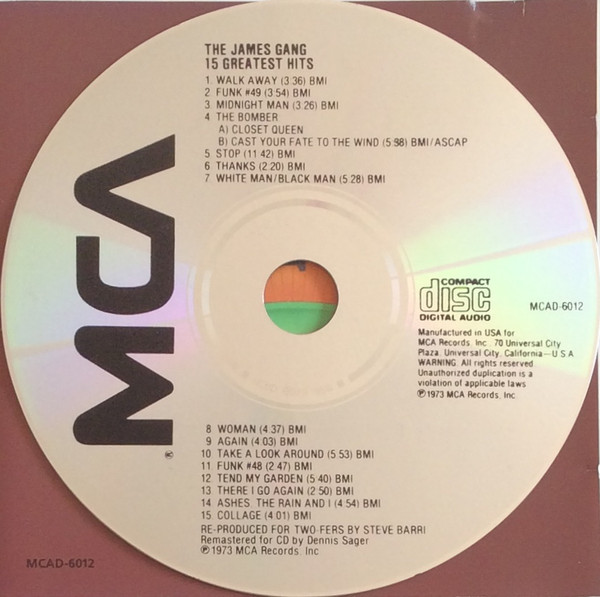 THE JAMES GANG
15 GREATEST HITS
1. WALK AWAY (3:36) BMI
2 FUNK #49 (3:54) BMI
3. MIDNIGHT MAN (3:26) BMI
4 THE BOMBER
A) CLOSET QUEEN
B) CAST YOUR FATE TO THE WIND (5:38) BMI/ASCAP
5 STOP (11:42) BMI
6 THANKS (2:20) BMI
7 WHITE MAN/BLACK MAN (5:28) BMI
MCA
COMPACT
disc
DIGITAL AUDIO
MCAD-6012
Manufactured in USA for
MCA Records, Inc. 70 Universal City
Plaza, Universal City, California—U S A
WARNING: All rights reserved
Unauthorized duplication is a
violation of applicable laws
℗1973 MCA Records, Inc
8 WOMAN (4:37) BMI
9 AGAIN (4:03) BMI
10 TAKE A LOOK AROUND (5:53) BMI
11 FUNK #48 (2:47) BMI
12. TEND MY GARDEN (5:40) BMI
13 THERE I GO AGAIN (2:50) BMI
14 ASHES THE RAIN AND I (4:54) BMI
15. COLLAGE (4:01) BMI
RE-PRODUCED FOR TWO-FERS BY STEVE BARRI
Remastered for CD by Dennis Sager
℗1973 MCA Records, Inc
MCAD-6012